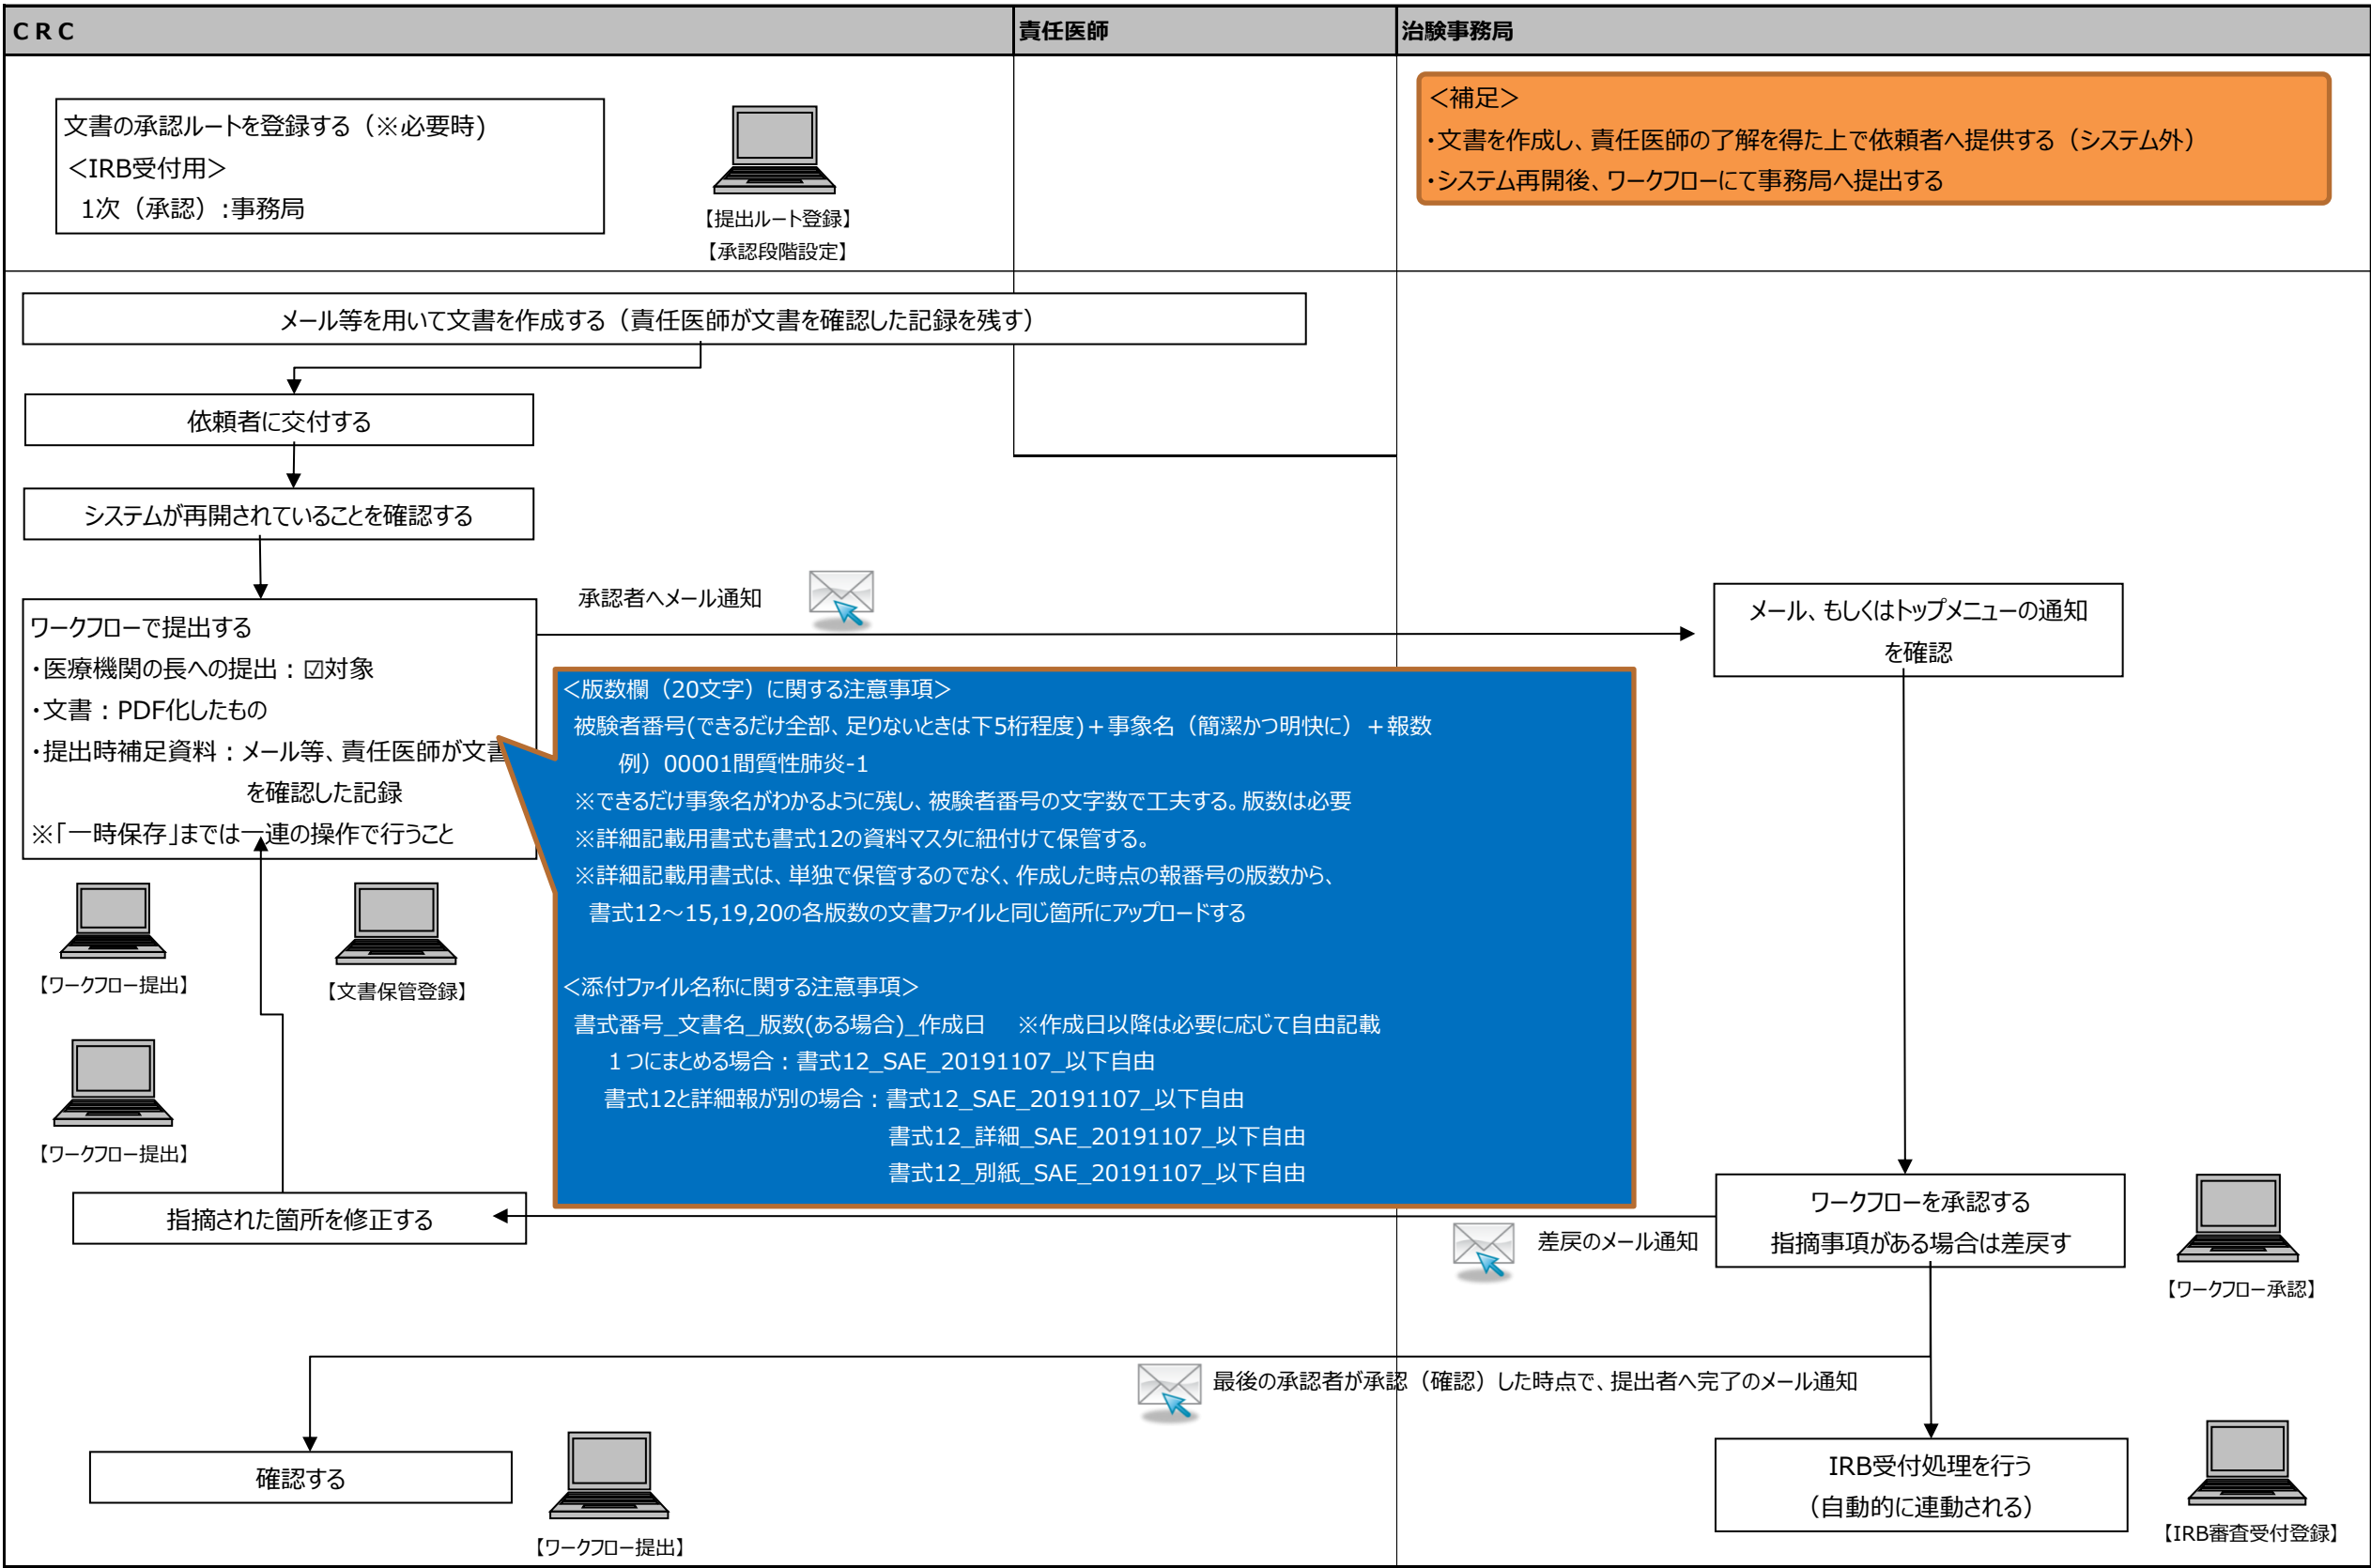 ＣＲＣ
責任医師
治験事務局
文書の承認ルートを登録する（※必要時)
＜IRB受付用＞
1次（承認）:事務局
【提出ルート登録】
【承認段階設定】
＜補足＞
・文書を作成し、責任医師の了解を得た上で依頼者へ提供する（システム外）
・システム再開後、ワークフローにて事務局へ提出する
メール等を用いて文書を作成する（責任医師が文書を確認した記録を残す）
依頼者に交付する
システムが再開されていることを確認する
承認者へメール通知
メール、もしくはトップメニューの通知
を確認
ワークフローで提出する
・医療機関の長への提出：☑対象
・文書：PDF化したもの
・提出時補足資料：メール等、責任医師が文書
を確認した記録
※「一時保存」までは一連の操作で行うこと
＜版数欄（20文字）に関する注意事項＞
被験者番号(できるだけ全部、足りないときは下5桁程度)＋事象名（簡潔かつ明快に）＋報数
例）00001間質性肺炎-1
※できるだけ事象名がわかるように残し、被験者番号の文字数で工夫する。版数は必要
※詳細記載用書式も書式12の資料マスタに紐付けて保管する。
※詳細記載用書式は、単独で保管するのでなく、作成した時点の報番号の版数から、
書式12～15,19,20の各版数の文書ファイルと同じ箇所にアップロードする
＜添付ファイル名称に関する注意事項＞
書式番号_文書名_版数(ある場合)_作成日　※作成日以降は必要に応じて自由記載
１つにまとめる場合：書式12_SAE_20191107_以下自由
書式12と詳細報が別の場合：書式12_SAE_20191107_以下自由
書式12_詳細_SAE_20191107_以下自由
書式12_別紙_SAE_20191107_以下自由
【ワークフロー提出】
【文書保管登録】
【ワークフロー提出】
指摘された箇所を修正する
差戻のメール通知
ワークフローを承認する
指摘事項がある場合は差戻す
【ワークフロー承認】
最後の承認者が承認（確認）した時点で、提出者へ完了のメール通知
確認する
【ワークフロー提出】
IRB受付処理を行う
（自動的に連動される）
【IRB審査受付登録】